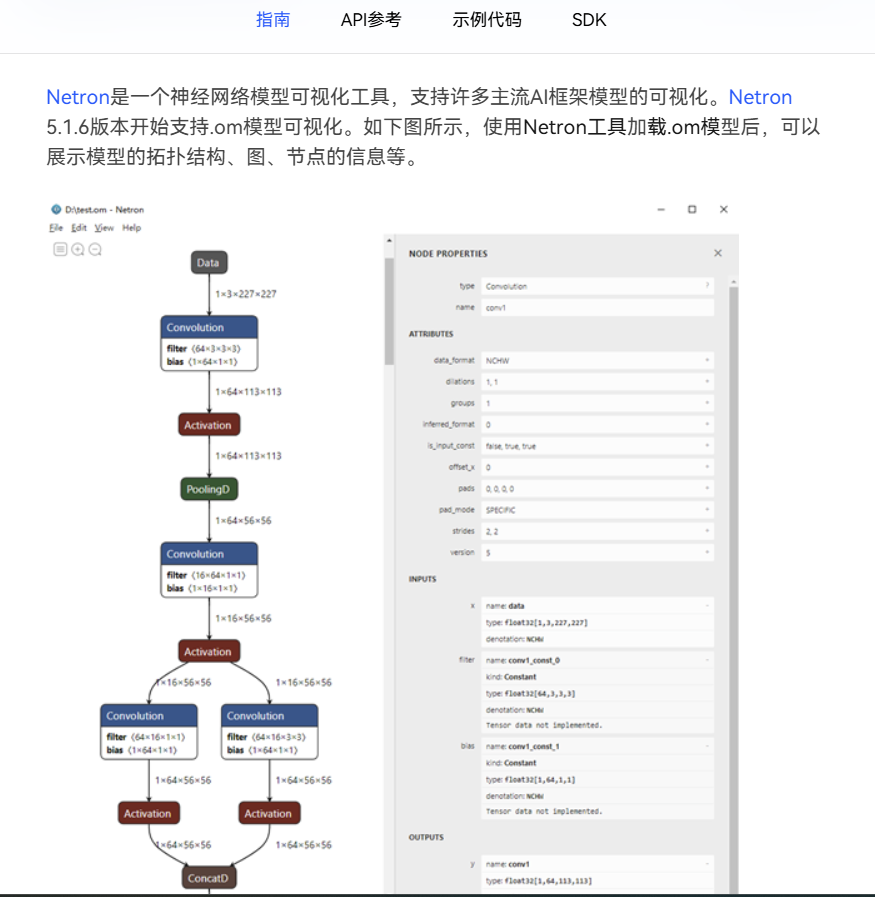 指南 API参考 示例代码 SDK
Netron是一个神经网络模型可视化工具，支持许多主流AI框架模型的可视化。Netron
5.1.6版本开始支持.om模型可视化。如下图所示，使用Netron工具加载.om模型后，可以
展示模型的拓扑结构、图、节点的信息等。
D:\test.om - Netron
File Edit View Help
Data
1×3×227×227
Convolution
filter ⟨64×3×3×3⟩
bias ⟨1×64×1×1⟩
1×64×113×113
Activation
1×64×113×113
PoolingD
1×64×56×56
Convolution
filter ⟨16×64×1×1⟩
bias ⟨1×16×1×1⟩
1×16×56×56
Activation
1×16×56×56 1×16×56×56
Convolution Convolution
filter ⟨64×16×1×1⟩ filter ⟨64×16×3×3⟩
bias ⟨1×64×1×1⟩ bias ⟨1×64×1×1⟩
1×64×56×56 1×64×56×56
Activation Activation
1×64×56×56 1×64×56×56
ConcatD
NODE PROPERTIES
type Convolution ?
name conv1
ATTRIBUTES
data_format NCHW
dilations 1, 1
groups 1
inferred_format 0
is_input_const false, true, true
offset_x 0
pads 0, 0, 0, 0
pad_mode SPECIFIC
strides 2, 2
version 5
INPUTS
x name: data
type: float32[1,3,227,227]
denotation: NCHW
filter name: conv1_const_0
kind: Constant
type: float32[64,3,3,3]
denotation: NCHW
Tensor data not implemented.
bias name: conv1_const_1
kind: Constant
type: float32[1,64,1,1]
denotation: NCHW
Tensor data not implemented.
OUTPUTS
y name: conv1
type: float32[1,64,113,113]